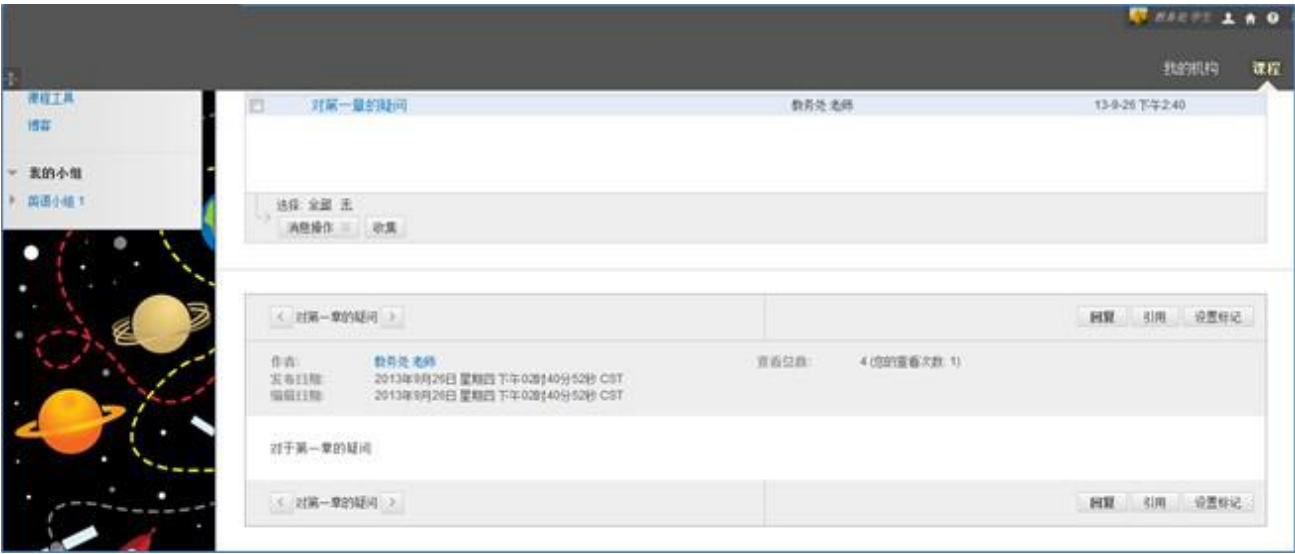 教务处 学生
我的机构 课程
课程工具
博客
我的小组
英语小组 1
对第一章的疑问 教务处 老师 13-9-26 下午2:40
选择: 全部 无
消息操作 收集
< 对第一章的疑问 > 回复 引用 设置标记
作者: 教务处 老师 查看总数: 4 (您的查看次数: 1)
发布日期: 2013年9月26日 星期四 下午02时40分52秒 CST
编辑日期: 2013年9月26日 星期四 下午02时40分52秒 CST
对于第一章的疑问
< 对第一章的疑问 > 回复 引用 设置标记